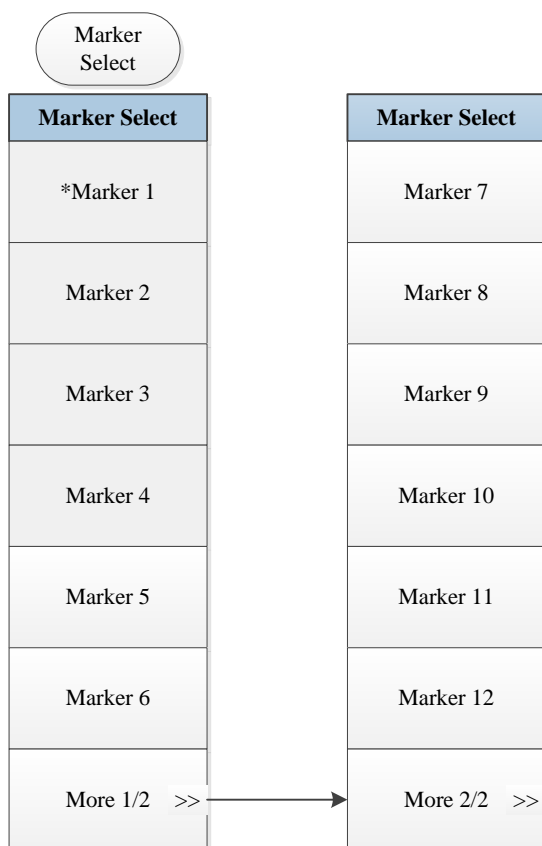 Marker
Select
Marker Select
*Marker 1
Marker 2
Marker 3
Marker 4
Marker 5
Marker 6
More 1/2 >>
Marker Select
Marker 7
Marker 8
Marker 9
Marker 10
Marker 11
Marker 12
More 2/2 >>